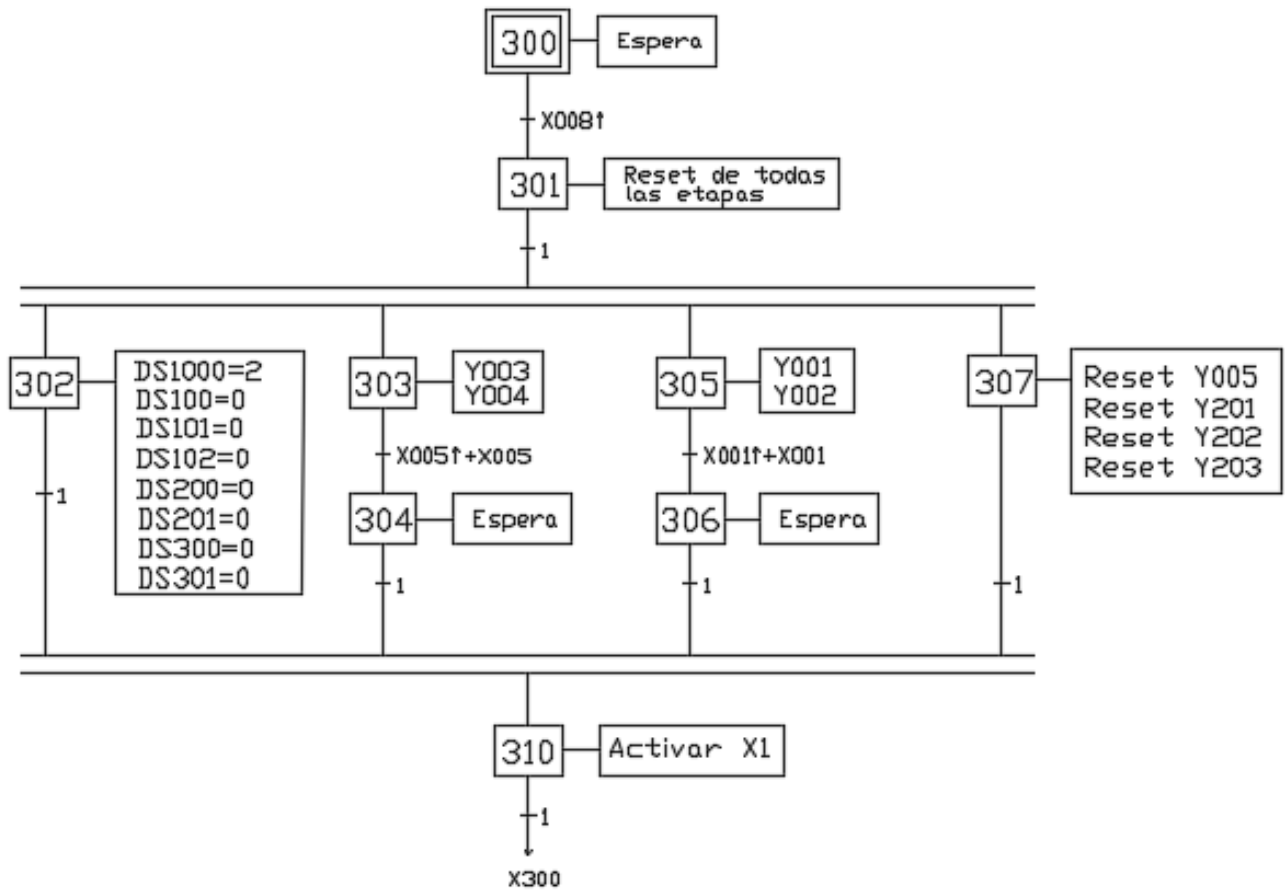 300
Espera
X008↑
301
Reset de todas
las etapas
1
302
DS1000=2
DS100=0
DS101=0
DS102=0
DS200=0
DS201=0
DS300=0
DS301=0
1
303
Y003
Y004
X005↑+X005
304
Espera
1
305
Y001
Y002
X001↑+X001
306
Espera
1
307
Reset Y005
Reset Y201
Reset Y202
Reset Y203
1
310
Activar X1
1
X300